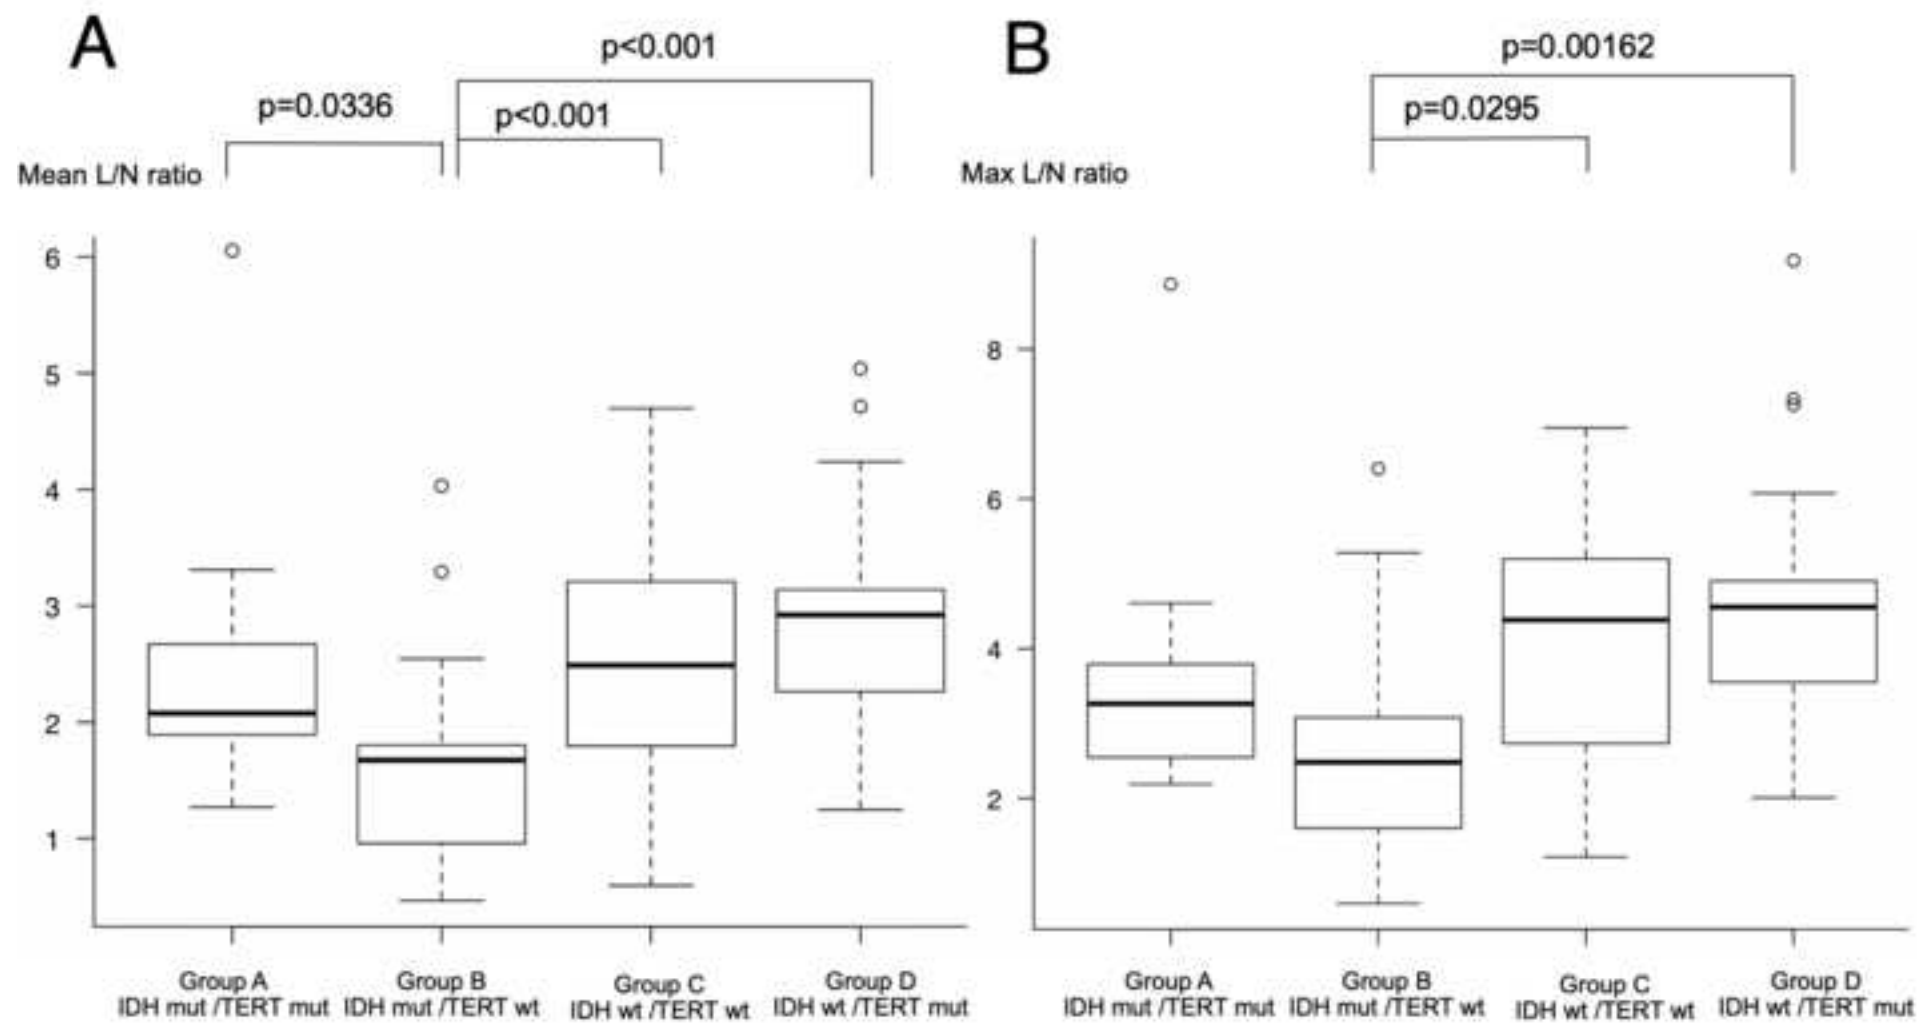 A
p<0.001
p=0.0336
p<0.001
Mean L/N ratio
6
5
4
3
2
1
Group A
IDH mut /TERT mut
Group B
IDH mut /TERT wt
Group C
IDH wt /TERT wt
Group D
IDH wt /TERT mut
B
p=0.00162
p=0.0295
Max L/N ratio
8
6
4
2
Group A
IDH mut /TERT mut
Group B
IDH mut /TERT wt
Group C
IDH wt /TERT wt
Group D
IDH wt /TERT mut